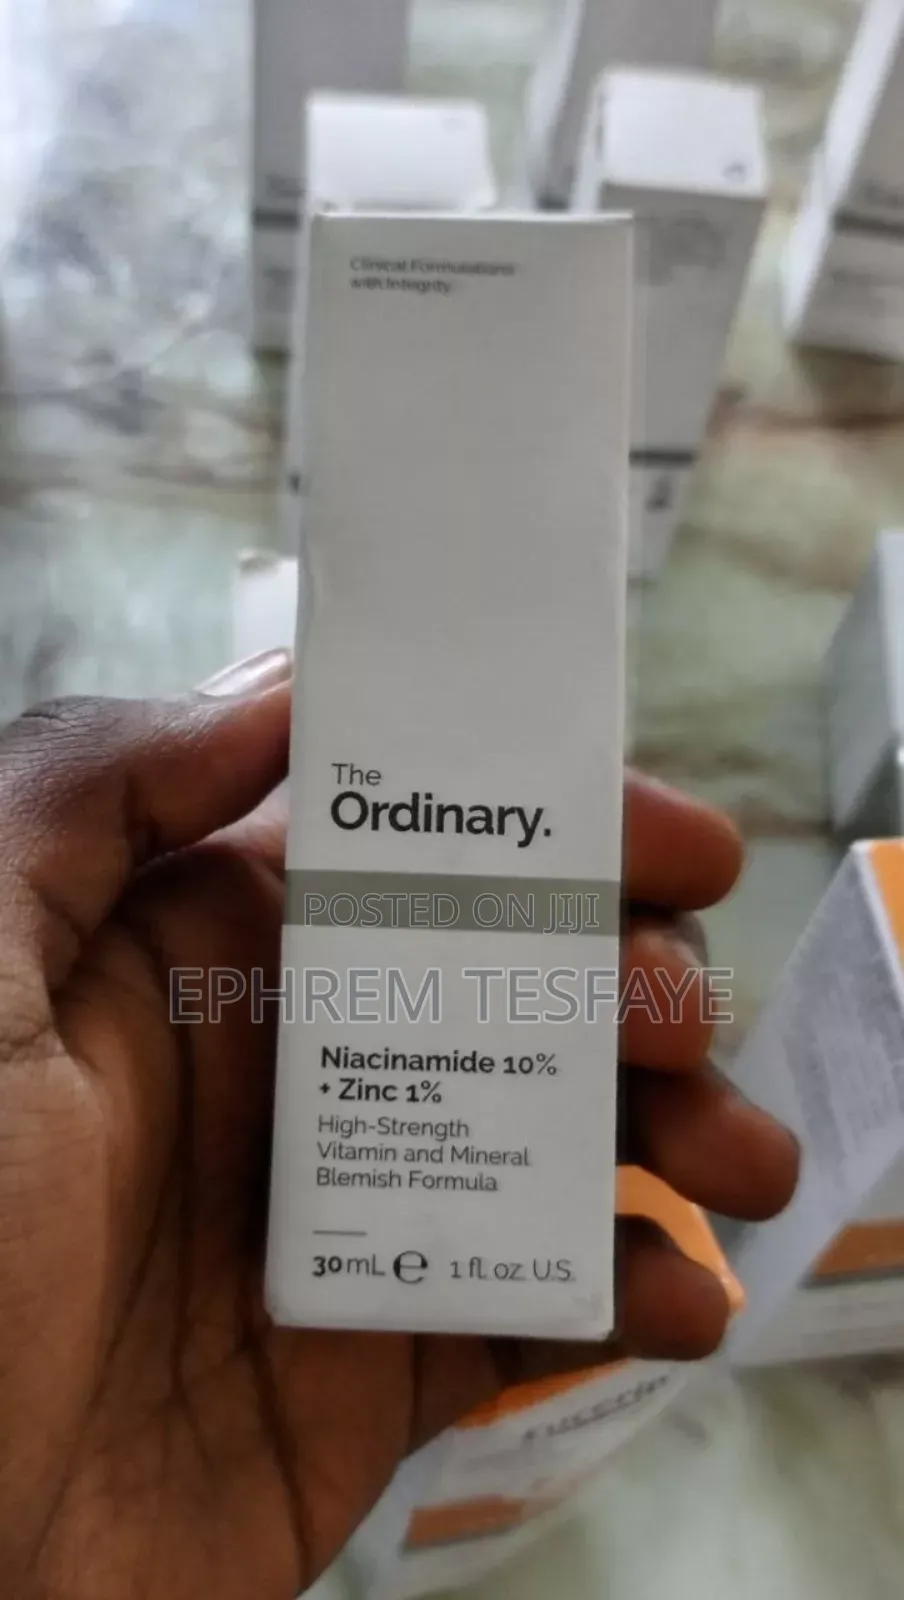 Clinical Formulations
with Integrity.
The
Ordinary.
POSTED ON JIJI
EPHREM TESFAYE
Niacinamide 10%
+ Zinc 1%
High-Strength
Vitamin and Mineral
Blemish Formula
30mL e 1 fl. oz. U.S.
eucerin